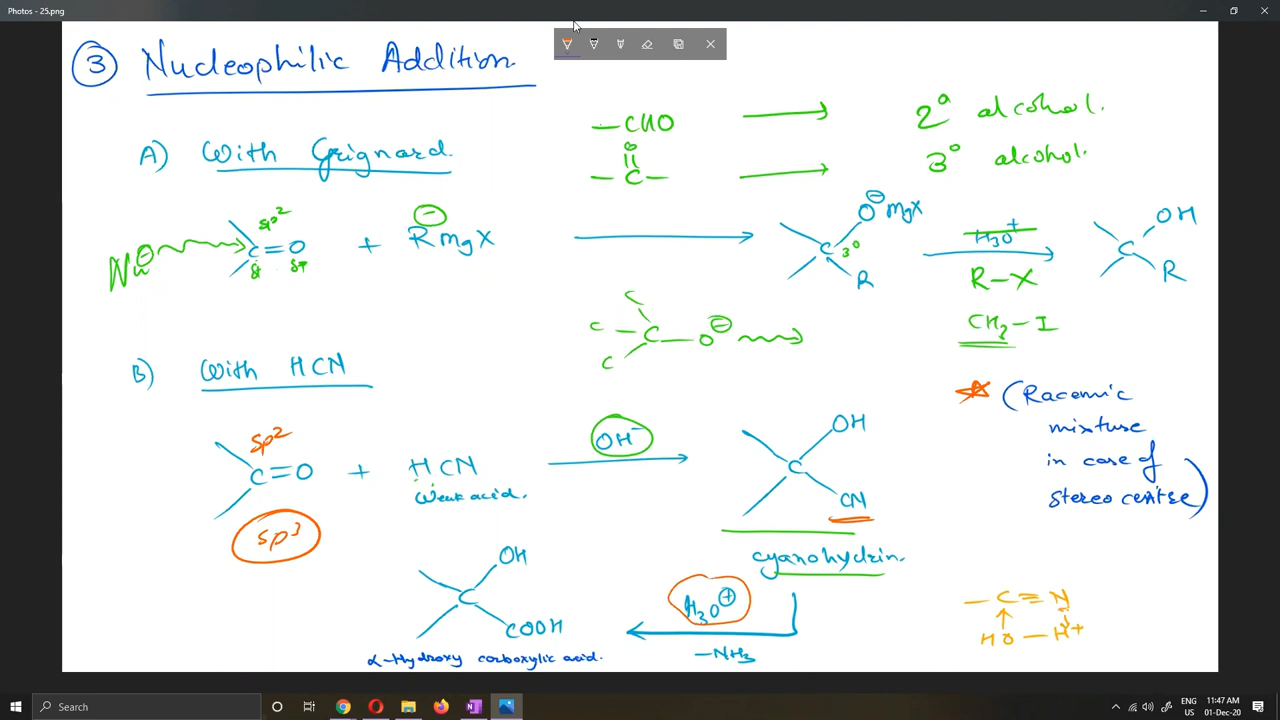 Photos - 25.png
③ Nucleophilic Addition
A) With Grignard.
—CHO → 2° alcohol.
O
— C — → 3° alcohol.
Nu⊖ C = O + R MgX → C O⊖ MgX R H3O+ → C OH R
sp2
δ δ+
⊖
3°
R — X
CH3 — I
C C C C — O⊖
B) With HCN
C = O + HCN OH⁻ → C OH CN
sp2
weak acid.
sp3
(Racemic
mixture
in case of
stereo centre)
cyanohydrin.
C OH COOH
H3O⊕
—NH3
α-Hydroxy carboxylic acid.
— C ≡ N
HO — H+
Search
ENG
US
11:47 AM
01-Dec-20